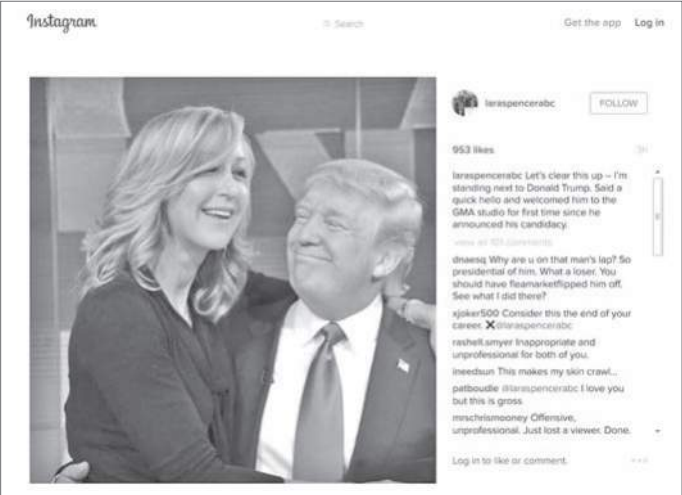 Instagram
Search
Get the app
Log in
laraspencerabc
FOLLOW
953 likes
3h
laraspencerabc Let's clear this up – I'm
standing next to Donald Trump. Said a
quick hello and welcomed him to the
GMA studio for first time since he
announced his candidacy.
view all 101 comments
dnaesq Why are u on that man's lap? So
presidential of him. What a loser. You
should have fleamarketflipped him off.
See what I did there?
xjoker500 Consider this the end of your
career. ❌@laraspencerabc
rashell.smyer Inappropriate and
unprofessional for both of you.
ineedsun This makes my skin crawl...
patboudle @laraspencerabc I love you
but this is gross
mrschrismooney Offensive,
unprofessional. Just lost a viewer. Done.
Log in to like or comment.